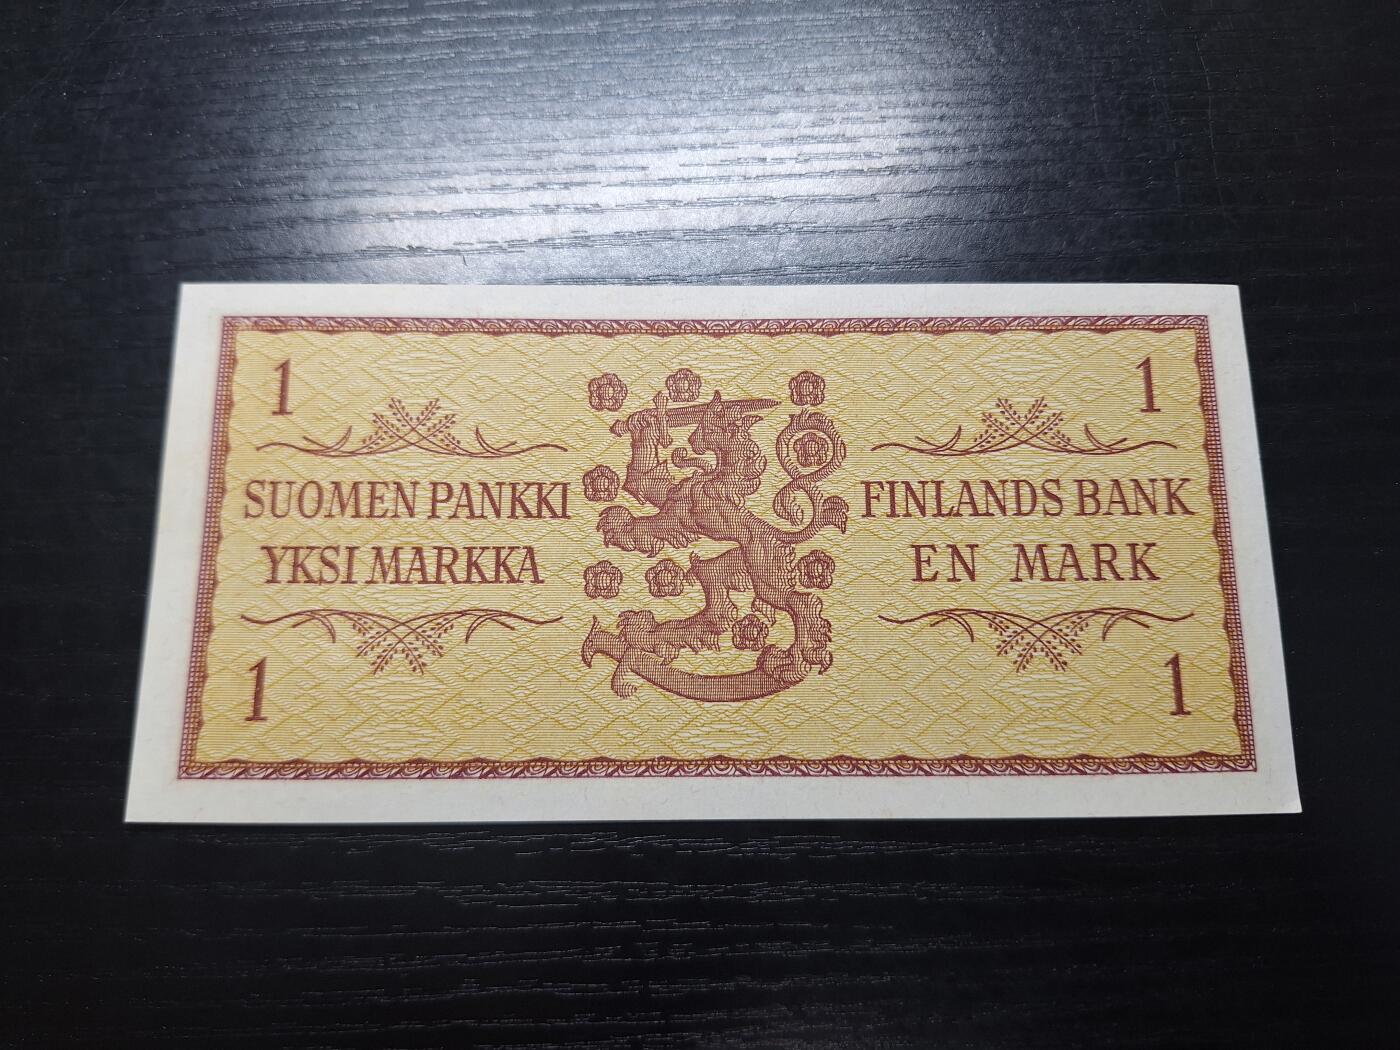 1
1
SUOMEN PANKKI
YKSI MARKKA
FINLANDS BANK
EN MARK
1
1